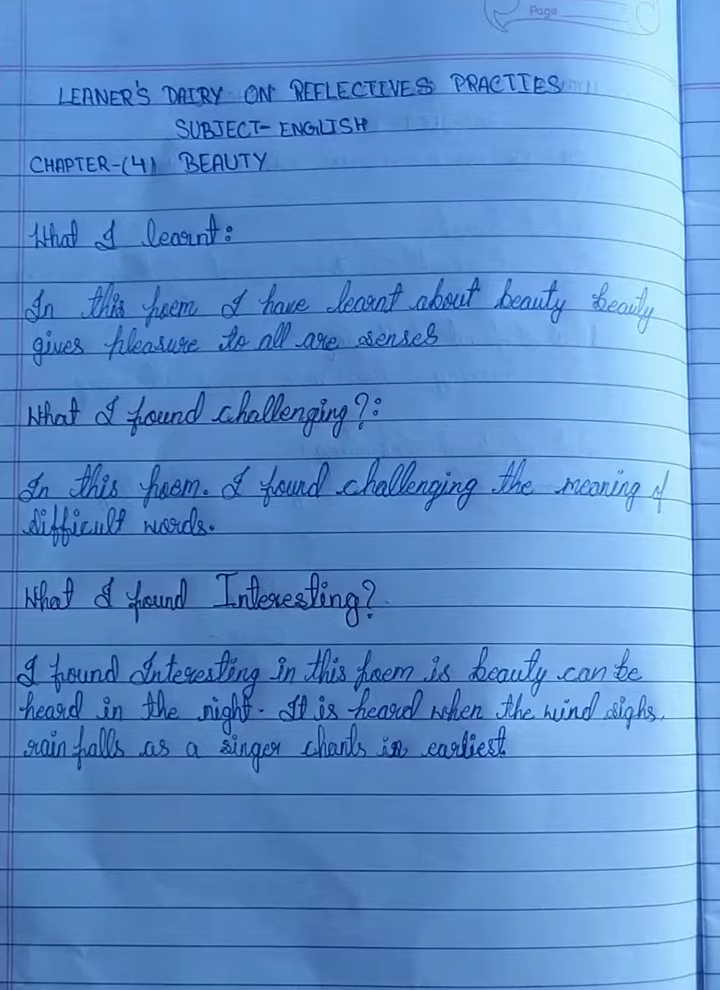 Page
LEANER'S DAIRY ON REFLECTIVES PRACTIES
SUBJECT- ENGLISH
CHAPTER-(4) BEAUTY
What I learnt:
In this poem I have learnt about beauty beauty
gives pleasure to all are senses
What I found challenging?:
In this poem. I found challenging the meaning of
difficult words.
What I found Interesting?
I found Interesting in this poem is beauty can be
heard in the night. It is heard when the wind sighs,
rain falls as a singer chants in earliest